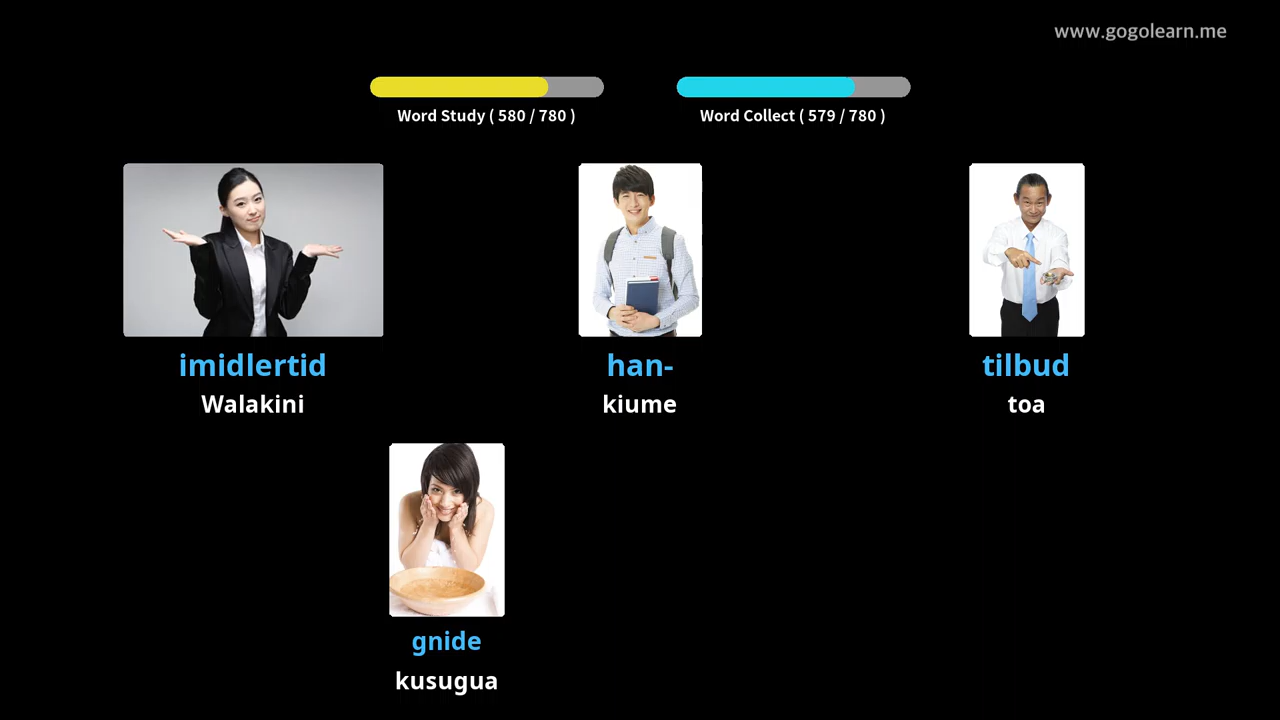 www.gogolearn.me
Word Study ( 580 / 780 )
Word Collect ( 579 / 780 )
imidlertid
Walakini
han-
kiume
tilbud
toa
gnide
kusugua